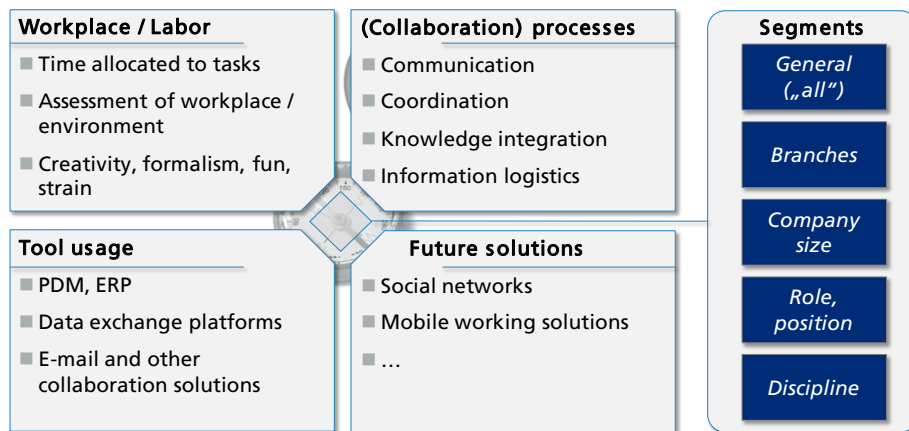 Workplace / Labor
Time allocated to tasks
Assessment of workplace /
environment
Creativity, formalism, fun,
strain
(Collaboration) processes
Communication
Coordination
Knowledge integration
Information logistics
Tool usage
PDM, ERP
Data exchange platforms
E-mail and other
collaboration solutions
Future solutions
Social networks
Mobile working solutions
...
Segments
General
(„all“)
Branches
Company
size
Role,
position
Discipline
150